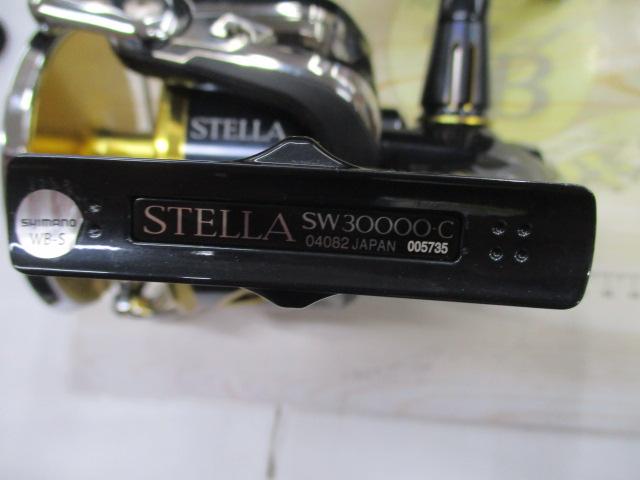 STELLA
SHIMANO
WB-S
STELLA SW30000-C
04082 JAPAN 005735
B